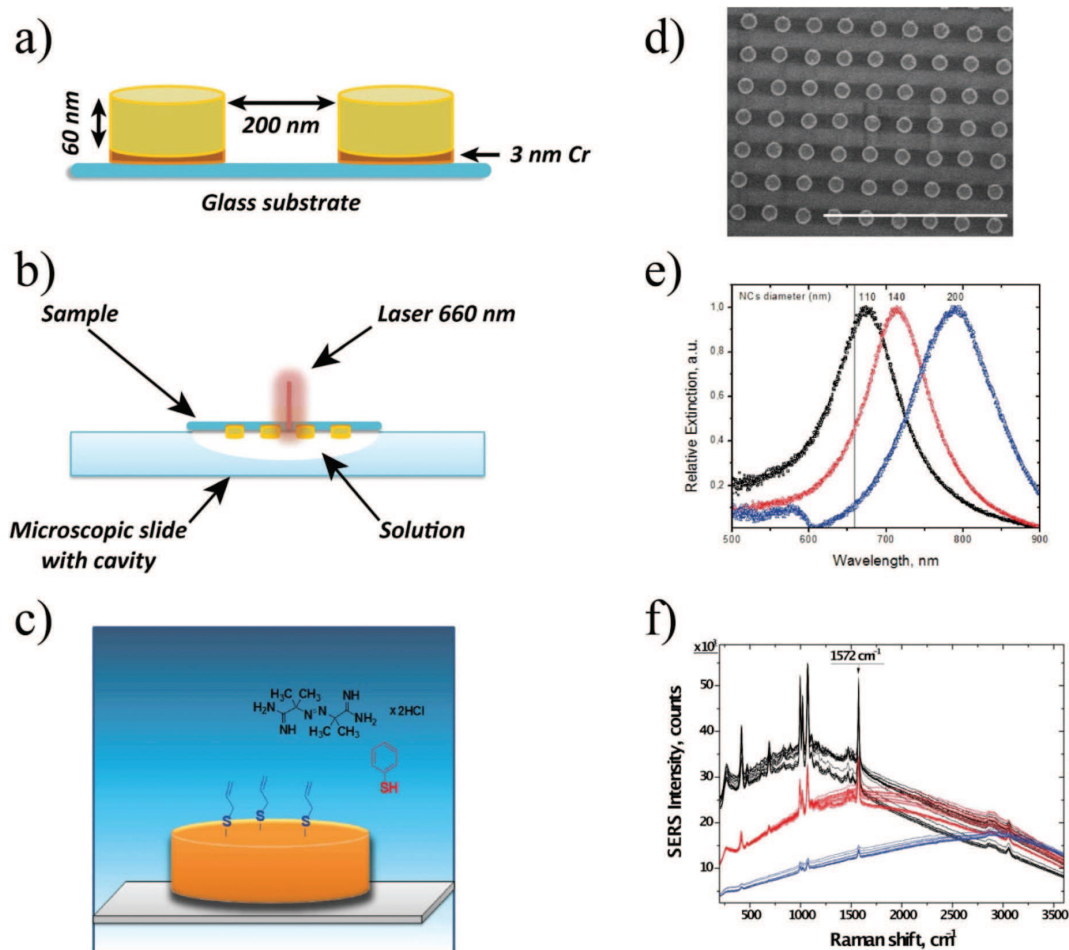 a)
60 nm
200 nm
3 nm Cr
Glass substrate
b)
Sample
Laser 660 nm
Microscopic slide
with cavity
Solution
c)
H₃C
CH₃
NH
H₂N
N
N
NH₂
x 2HCl
NH
H₃C
CH₃
SH
S
S
S
d)
e)
NCs diameter (nm)
110
140
200
1,0
0,8
0,6
0,4
0,2
Relative Extinction, a.u.
500
600
700
800
900
Wavelength, nm
f)
x10³
1572 cm⁻¹
50
40
30
20
10
SERS Intensity, counts
500
1000
1500
2000
2500
3000
3500
Raman shift, cm⁻¹